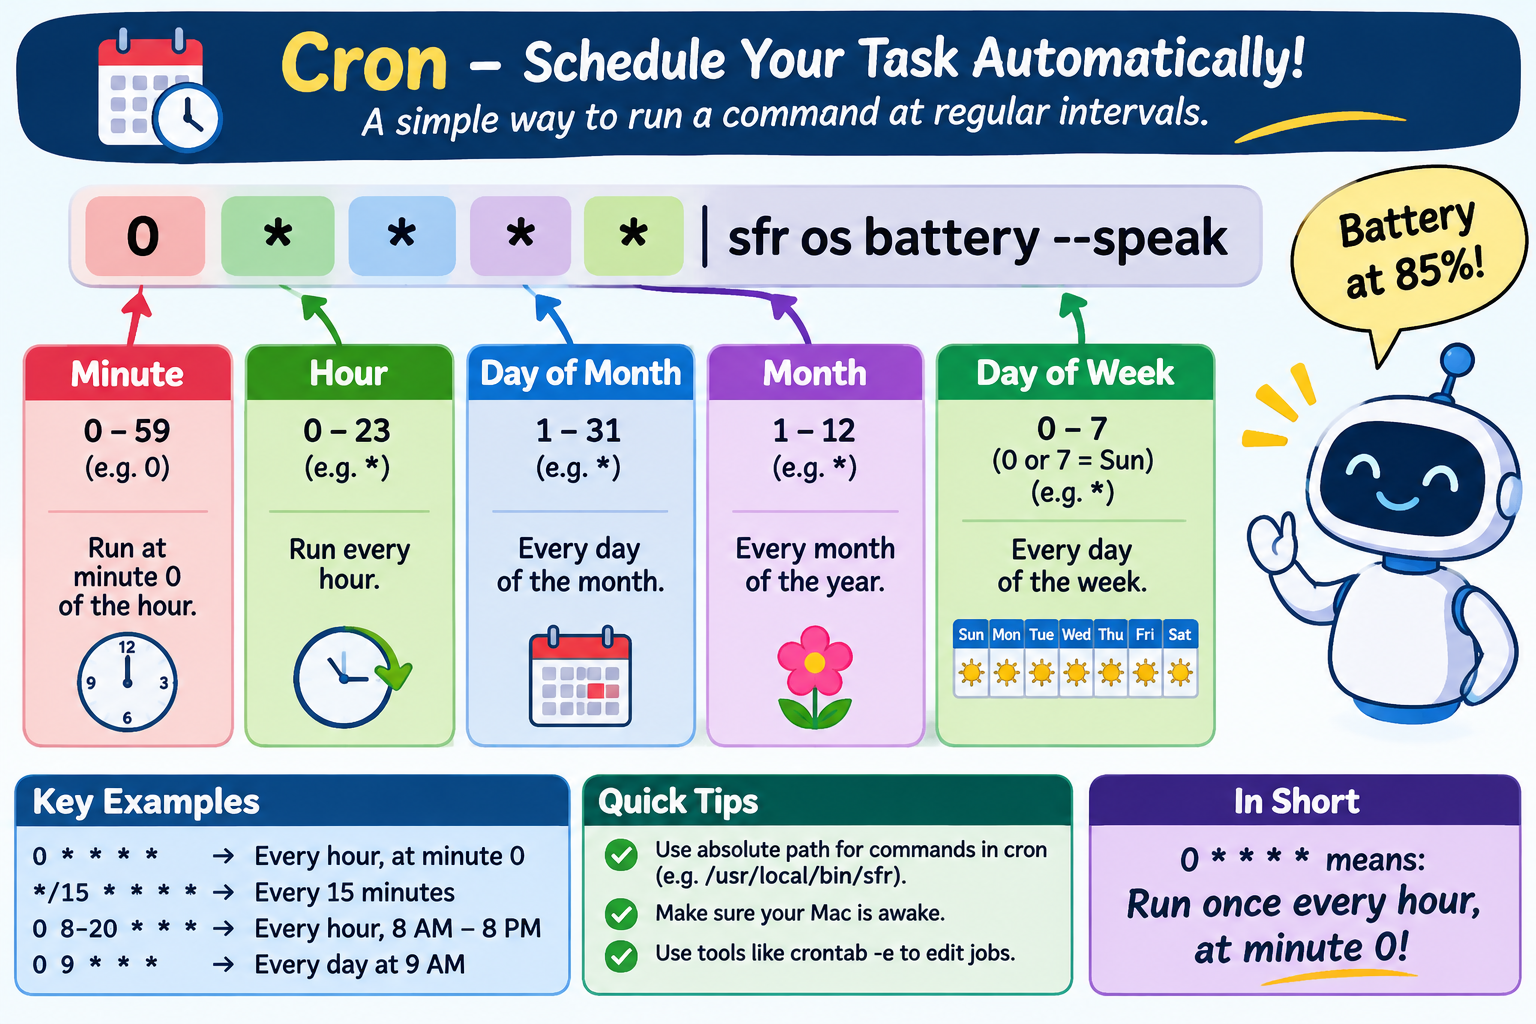 Cron – Schedule Your Task Automatically!
A simple way to run a command at regular intervals.
0 * * * * | sfr os battery --speak
Battery
at 85%!
Minute
0 – 59
(e.g. 0)
Run at
minute 0
of the hour.
12
9 3
6
Hour
0 – 23
(e.g. *)
Run every
hour.
Day of Month
1 – 31
(e.g. *)
Every day
of the month.
Month
1 – 12
(e.g. *)
Every month
of the year.
Day of Week
0 – 7
(0 or 7 = Sun)
(e.g. *)
Every day
of the week.
Sun Mon Tue Wed Thu Fri Sat
Key Examples
0 * * * * → Every hour, at minute 0
*/15 * * * * → Every 15 minutes
0 8-20 * * * → Every hour, 8 AM – 8 PM
0 9 * * * → Every day at 9 AM
Quick Tips
Use absolute path for commands in cron
(e.g. /usr/local/bin/sfr).
Make sure your Mac is awake.
Use tools like crontab -e to edit jobs.
In Short
0 * * * * means:
Run once every hour,
at minute 0!